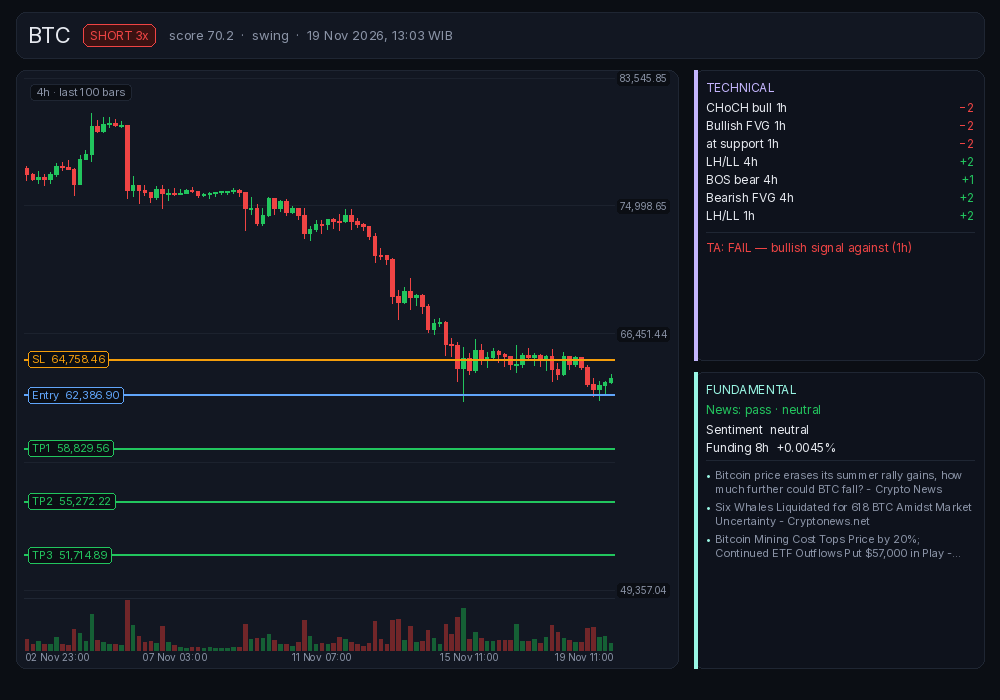 BTC SHORT 3x score 70.2 · swing · 19 Nov 2026, 13:03 WIB
4h · last 100 bars
83,545.85
74,998.65
66,451.44
SL 64,758.46
Entry 62,386.90
TP1 58,829.56
TP2 55,272.22
TP3 51,714.89
49,357.04
02 Nov 23:00 07 Nov 03:00 11 Nov 07:00 15 Nov 11:00 19 Nov 11:00
TECHNICAL
CHoCH bull 1h −2
Bullish FVG 1h −2
at support 1h −2
LH/LL 4h +2
BOS bear 4h +1
Bearish FVG 4h +2
LH/LL 1h +2
TA: FAIL — bullish signal against (1h)
FUNDAMENTAL
News: pass · neutral
Sentiment neutral
Funding 8h +0.0045%
• Bitcoin price erases its summer rally gains, how
much further could BTC fall? - Crypto News
• Six Whales Liquidated for 618 BTC Amidst Market
Uncertainty - Cryptonews.net
• Bitcoin Mining Cost Tops Price by 20%;
Continued ETF Outflows Put $57,000 in Play -...